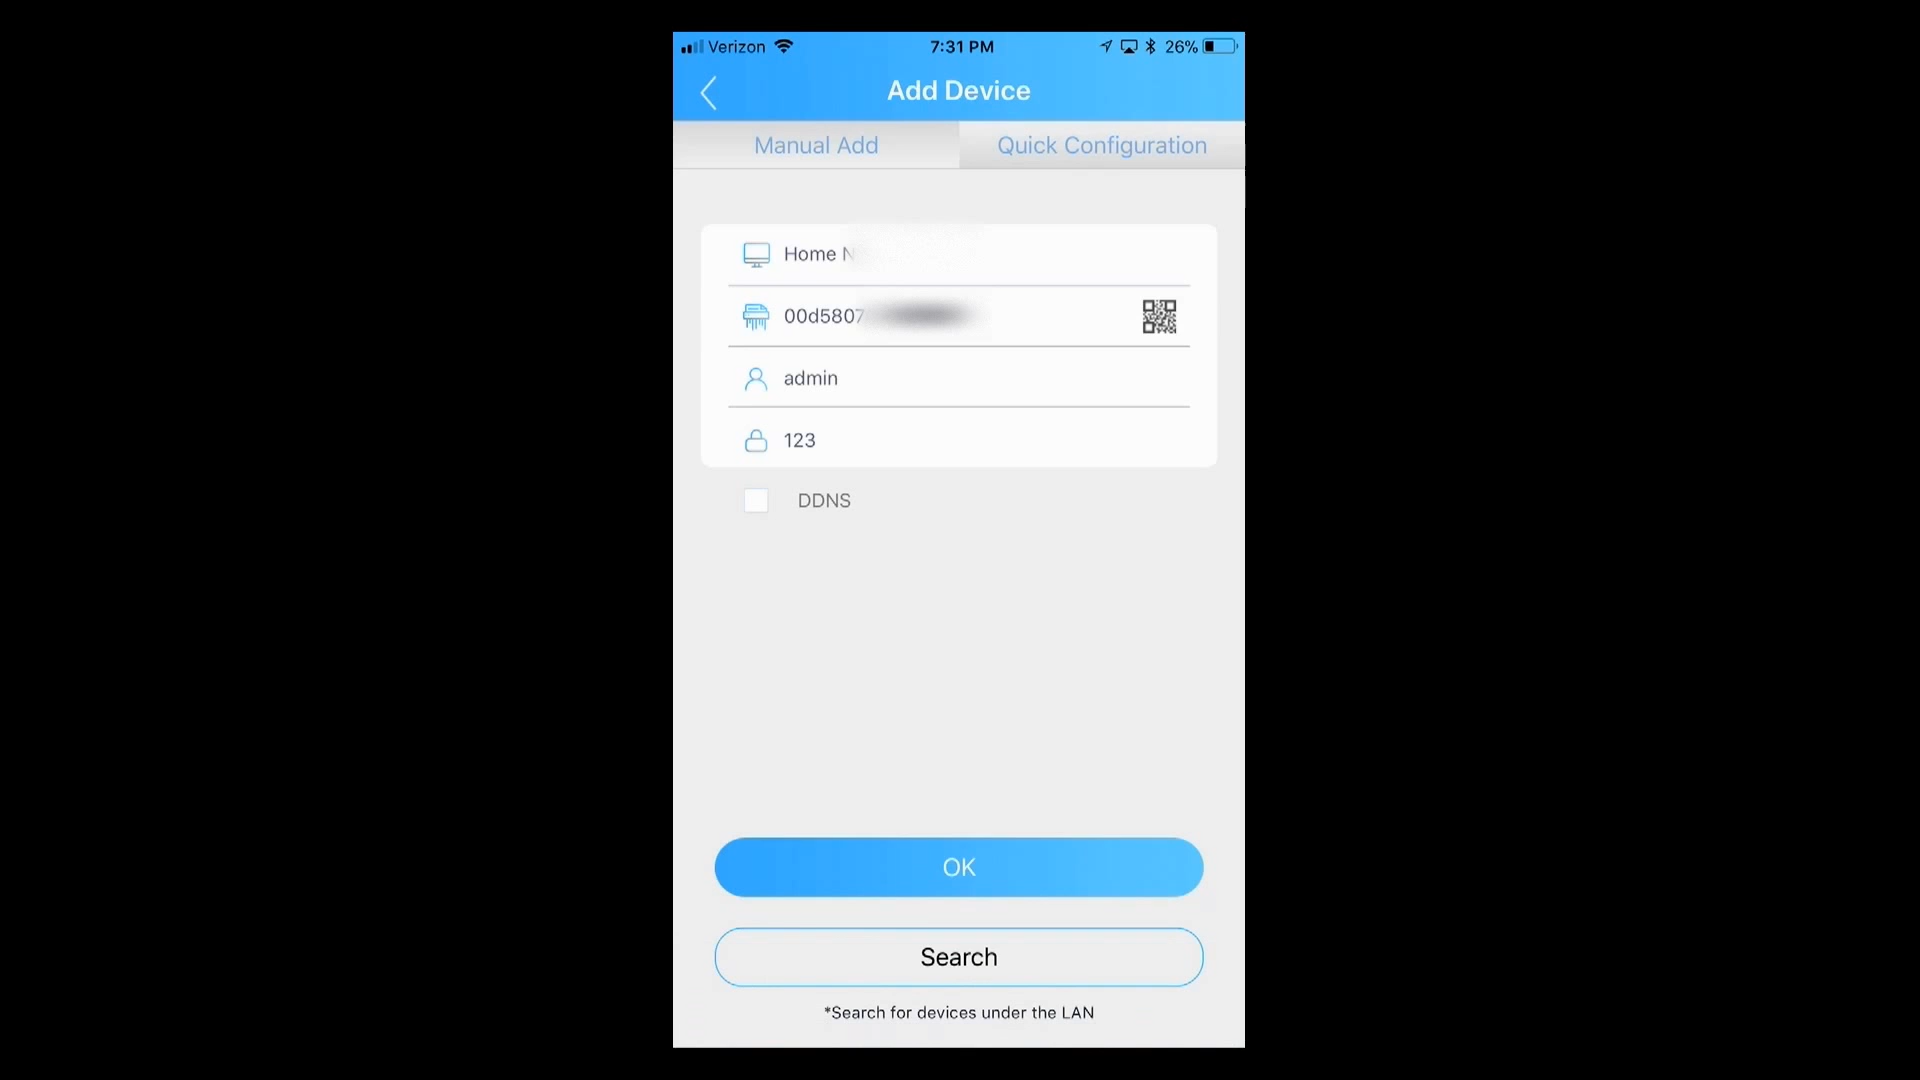 Verizon 7:31 PM 26%
Add Device
Manual Add Quick Configuration
Home N
00d5807
admin
123
DDNS
OK
Search
*Search for devices under the LAN